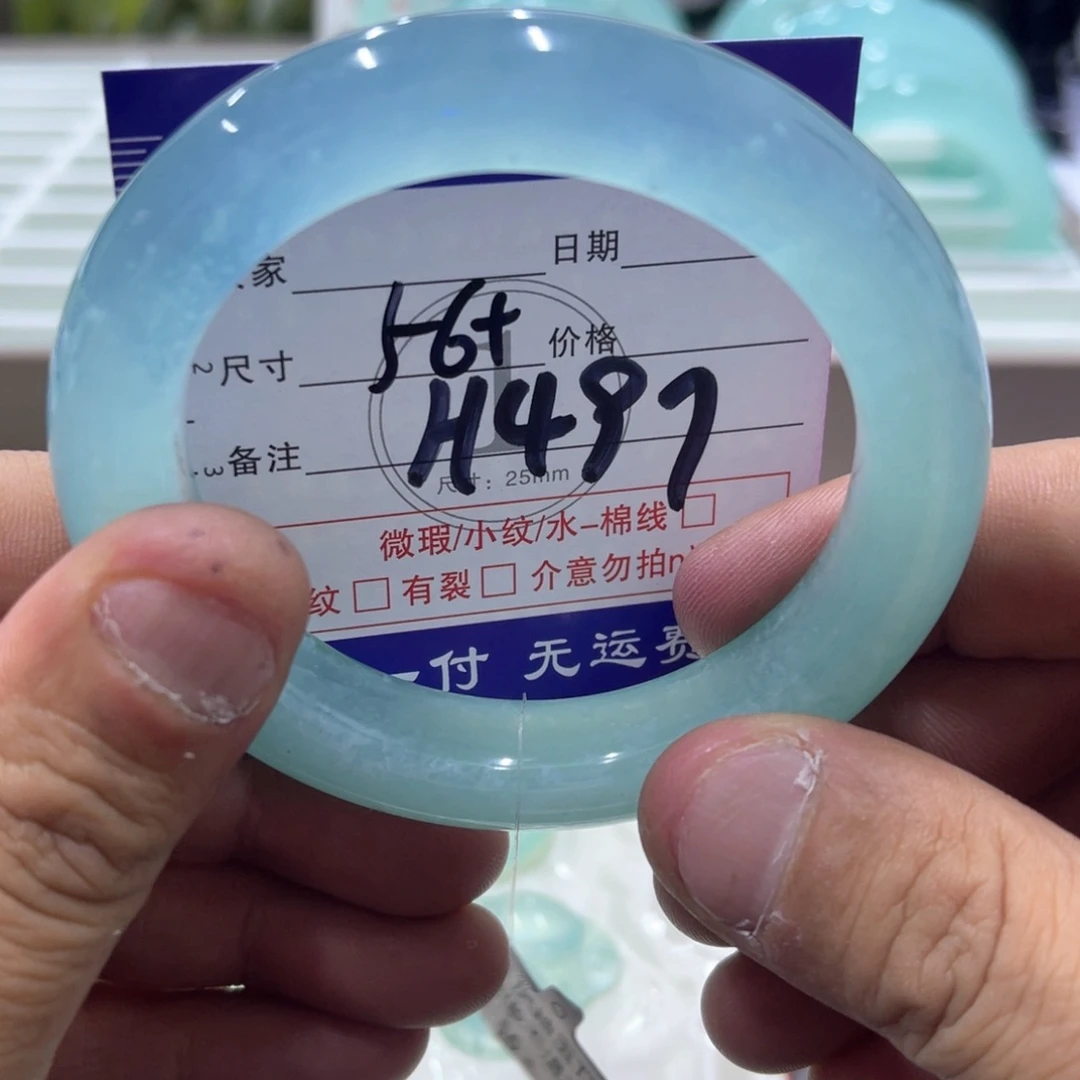 家 日期
尺寸 56+ 价格
H497
备注
尺寸：25mm
微瑕/小纹/水-棉线
纹 有裂 介意勿拍
付 无运费